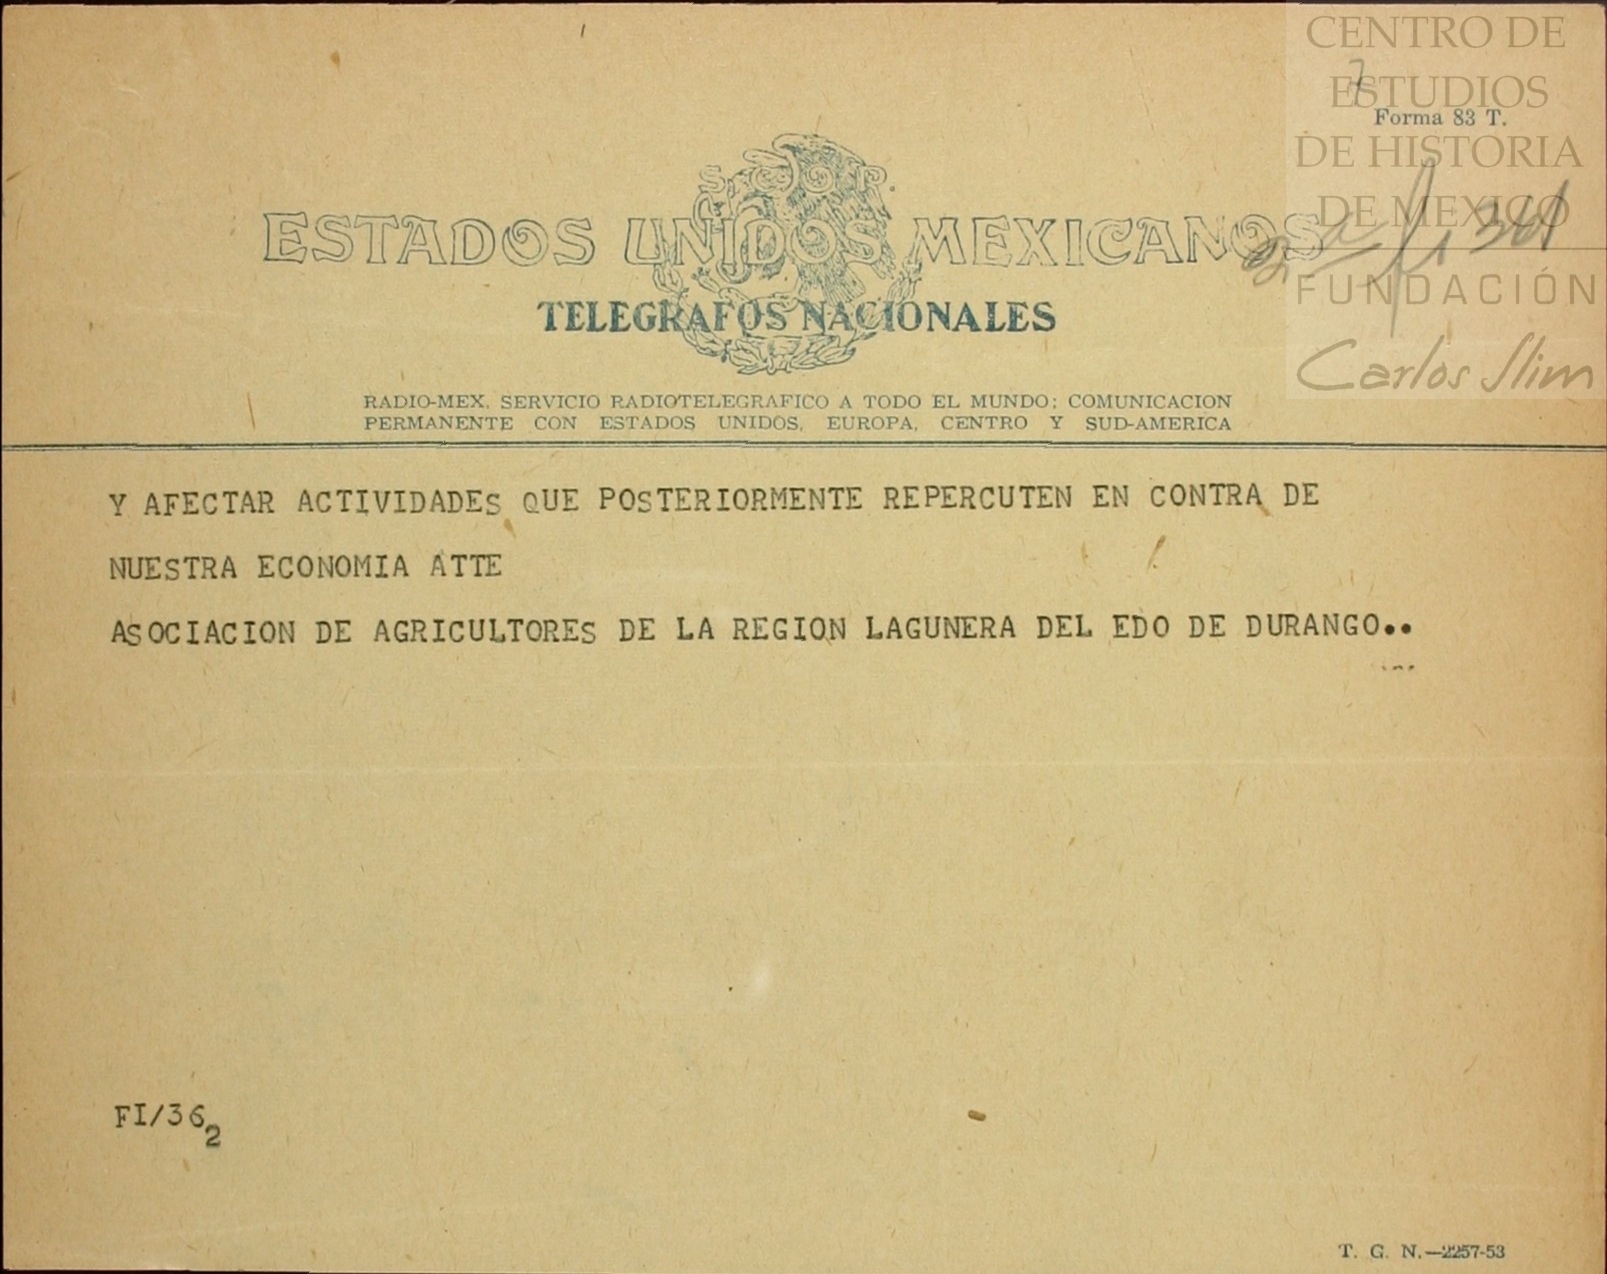 CENTRO DE
ESTUDIOS
DE HISTORIA
DE MEXICO
FUNDACIÓN
Carlos Slim
Forma 83 T.
S. C. O. P.
ESTADOS UNIDOS MEXICANOS
TELEGRAFOS NACIONALES
RADIO-MEX. SERVICIO RADIOTELEGRAFICO A TODO EL MUNDO; COMUNICACION
PERMANENTE CON ESTADOS UNIDOS, EUROPA, CENTRO Y SUD-AMERICA
Y AFECTAR ACTIVIDADES QUE POSTERIORMENTE REPERCUTEN EN CONTRA DE
NUESTRA ECONOMIA ATTE
ASOCIACION DE AGRICULTORES DE LA REGION LAGUNERA DEL EDO DE DURANGO..
FI/362
T. G. N.—2257-53